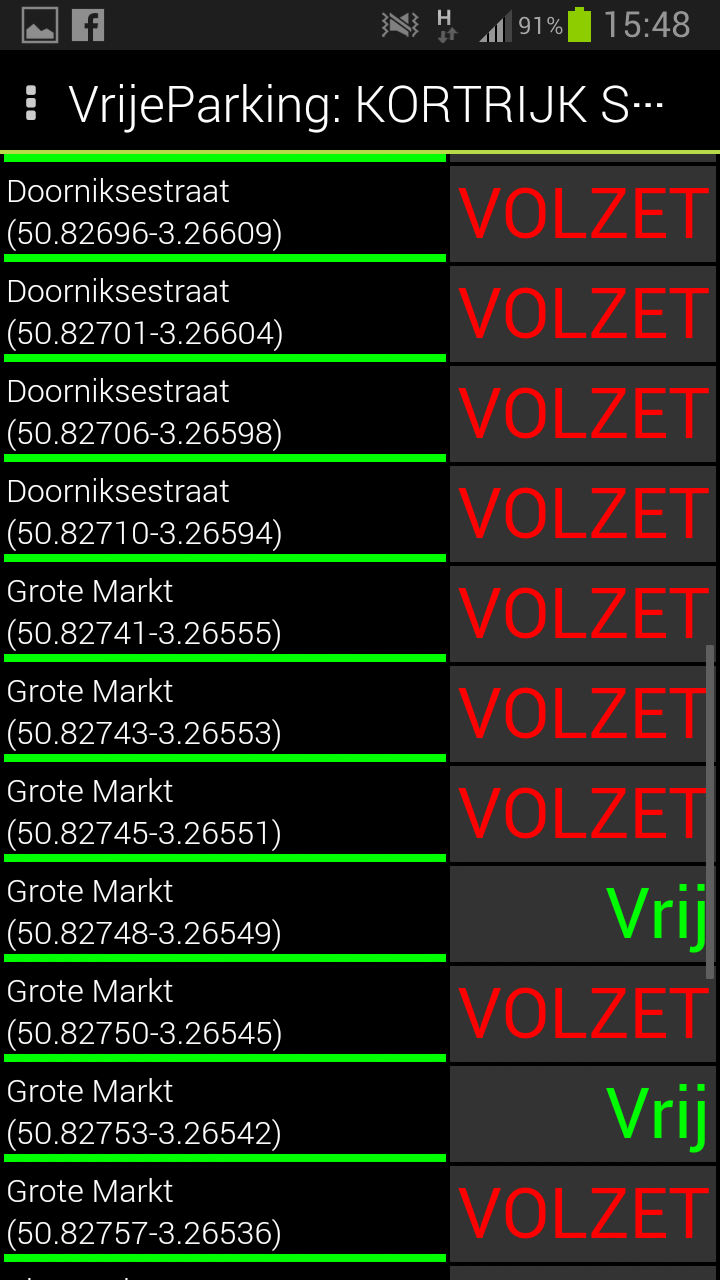 H 91% 15:48
VrijeParking: KORTRIJK S...
Doorniksestraat
(50.82696-3.26609)
VOLZET
Doorniksestraat
(50.82701-3.26604)
VOLZET
Doorniksestraat
(50.82706-3.26598)
VOLZET
Doorniksestraat
(50.82710-3.26594)
VOLZET
Grote Markt
(50.82741-3.26555)
VOLZET
Grote Markt
(50.82743-3.26553)
VOLZET
Grote Markt
(50.82745-3.26551)
VOLZET
Grote Markt
(50.82748-3.26549)
Vrij
Grote Markt
(50.82750-3.26545)
VOLZET
Grote Markt
(50.82753-3.26542)
Vrij
Grote Markt
(50.82757-3.26536)
VOLZET